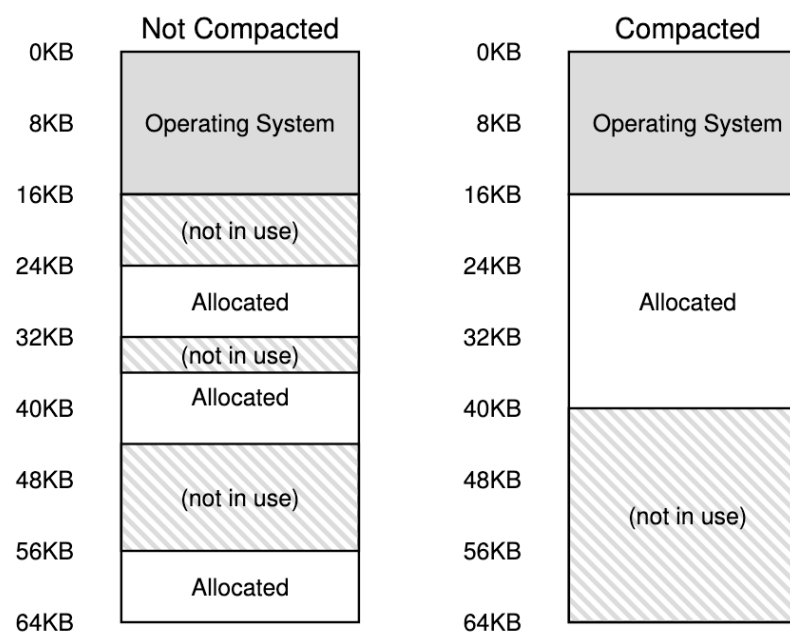 Not Compacted
0KB
8KB
Operating System
16KB
(not in use)
24KB
Allocated
32KB
(not in use)
Allocated
40KB
48KB
(not in use)
56KB
Allocated
64KB
Compacted
0KB
8KB
Operating System
16KB
24KB
Allocated
32KB
40KB
48KB
(not in use)
56KB
64KB